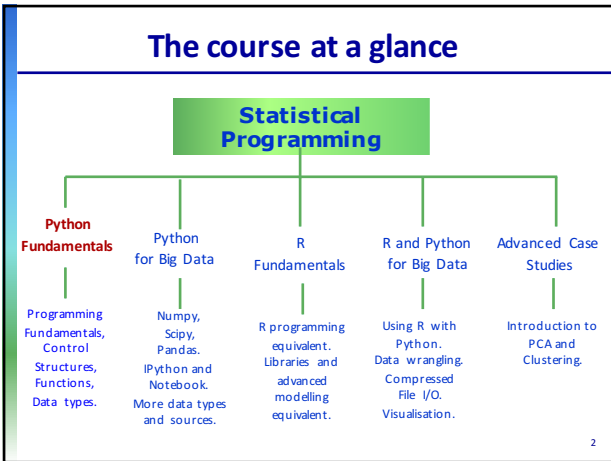 The course at a glance
Statistical
Programming
Python
Fundamentals
Programming
Fundamentals,
Control
Structures,
Functions,
Data types.
Python
for Big Data
Numpy,
Scipy,
Pandas.
IPython and
Notebook.
More data types
and sources.
R
Fundamentals
R programming
equivalent.
Libraries and
advanced
modelling
equivalent.
R and Python
for Big Data
Using R with
Python.
Data wrangling.
Compressed
File I/O.
Visualisation.
Advanced Case
Studies
Introduction to
PCA and
Clustering.
2